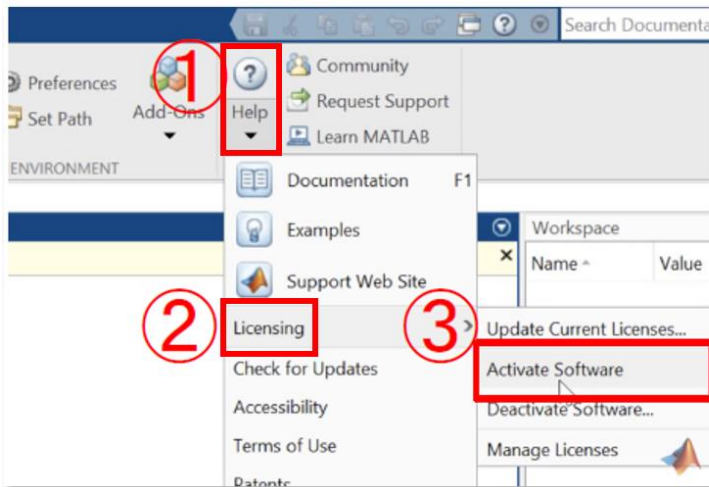 Search Documenta
①
Preferences
Set Path
Add-Ons
Help
Community
Request Support
Learn MATLAB
ENVIRONMENT
Documentation F1
Examples
Support Web Site
Workspace
Name
Value
②
Licensing
③
Check for Updates
Accessibility
Terms of Use
Patents
Update Current Licenses...
Activate Software
Deactivate Software...
Manage Licenses